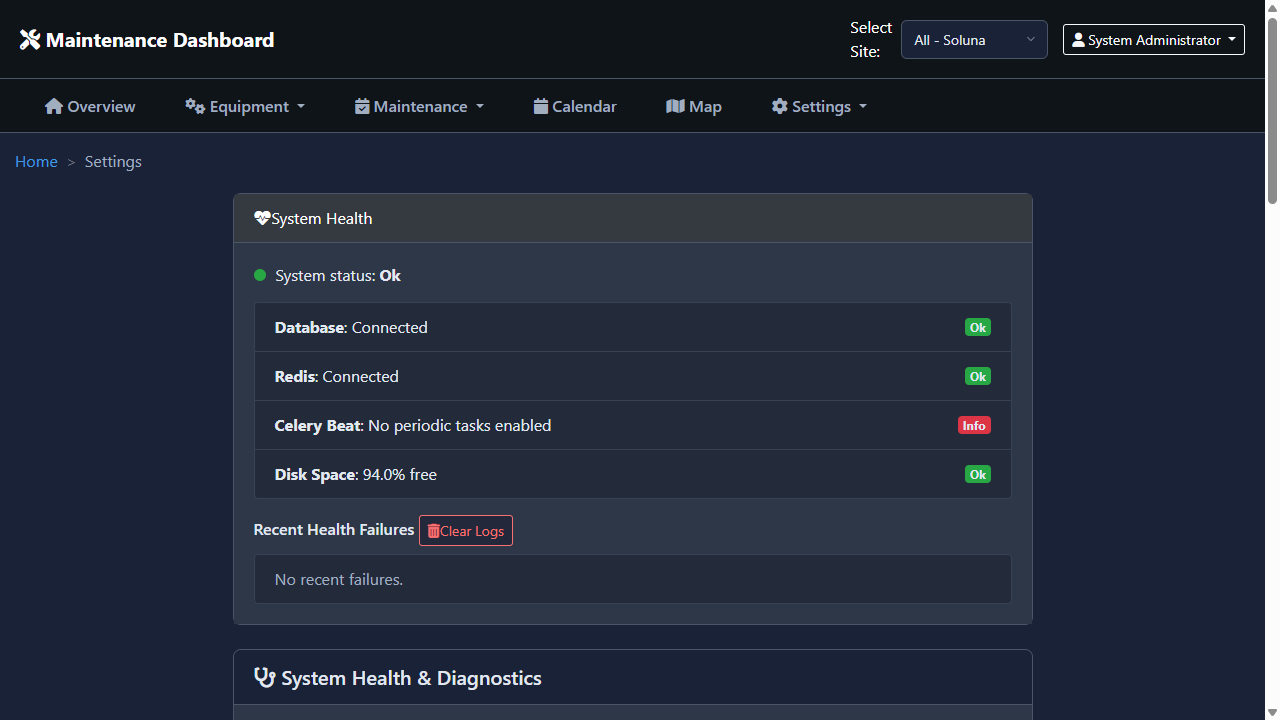 Maintenance Dashboard
Select Site:
All - Soluna
System Administrator
Overview
Equipment
Maintenance
Calendar
Map
Settings
Home > Settings
System Health
System status: Ok
Database: Connected
Ok
Redis: Connected
Ok
Celery Beat: No periodic tasks enabled
Info
Disk Space: 94.0% free
Ok
Recent Health Failures
Clear Logs
No recent failures.
System Health & Diagnostics